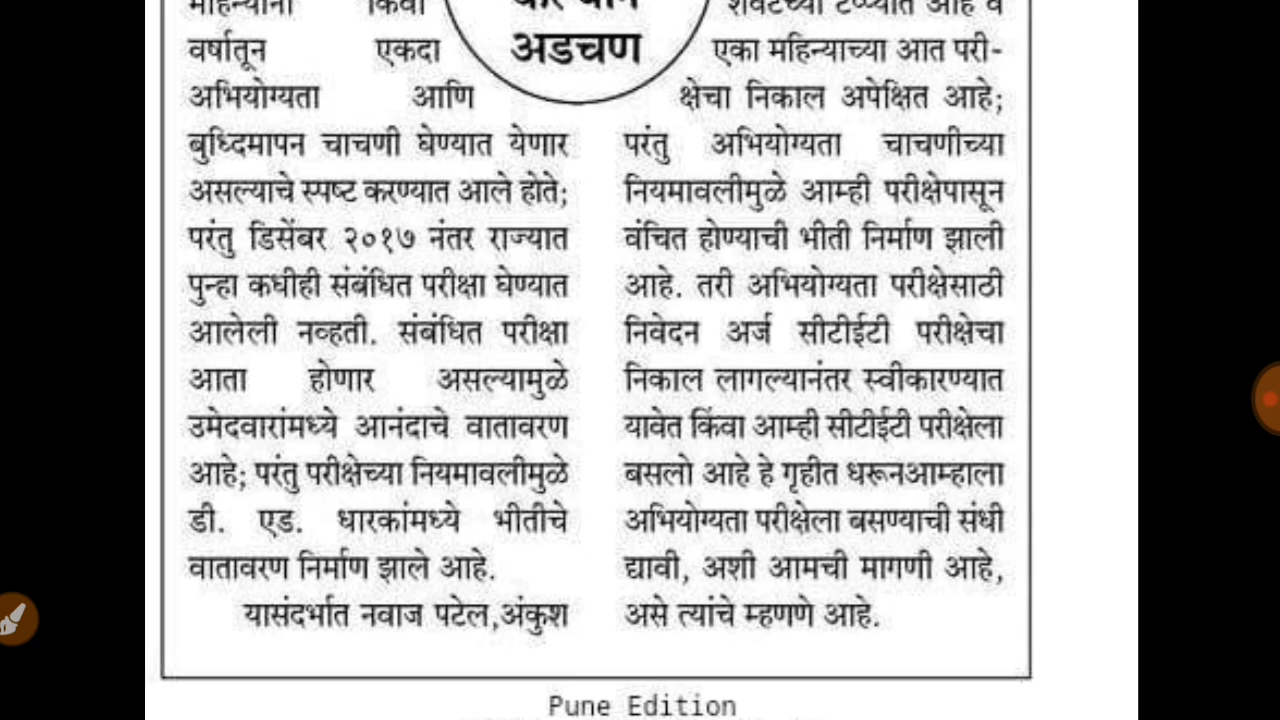 किंवा
वर्षातून एकदा
अभियोग्यता आणि
बुध्दिमापन चाचणी घेण्यात येणार
असल्याचे स्पष्ट करण्यात आले होते;
परंतु डिसेंबर २०१७ नंतर राज्यात
पुन्हा कधीही संबंधित परीक्षा घेण्यात
आलेली नव्हती. संबंधित परीक्षा
आता होणार असल्यामुळे
उमेदवारांमध्ये आनंदाचे वातावरण
आहे; परंतु परीक्षेच्या नियमावलीमुळे
डी. एड. धारकांमध्ये भीतीचे
वातावरण निर्माण झाले आहे.
यासंदर्भात नवाज पटेल,अंकुश
अडचण
शेवटच्या टप्प्यात आहे व
एका महिन्याच्या आत परी-
क्षेचा निकाल अपेक्षित आहे;
परंतु अभियोग्यता चाचणीच्या
नियमावलीमुळे आम्ही परीक्षेपासून
वंचित होण्याची भीती निर्माण झाली
आहे. तरी अभियोग्यता परीक्षेसाठी
निवेदन अर्ज सीटीईटी परीक्षेचा
निकाल लागल्यानंतर स्वीकारण्यात
यावेत किंवा आम्ही सीटीईटी परीक्षेला
बसलो आहे हे गृहीत धरूनआम्हाला
अभियोग्यता परीक्षेला बसण्याची संधी
द्यावी, अशी आमची मागणी आहे,
असे त्यांचे म्हणणे आहे.
Pune Edition